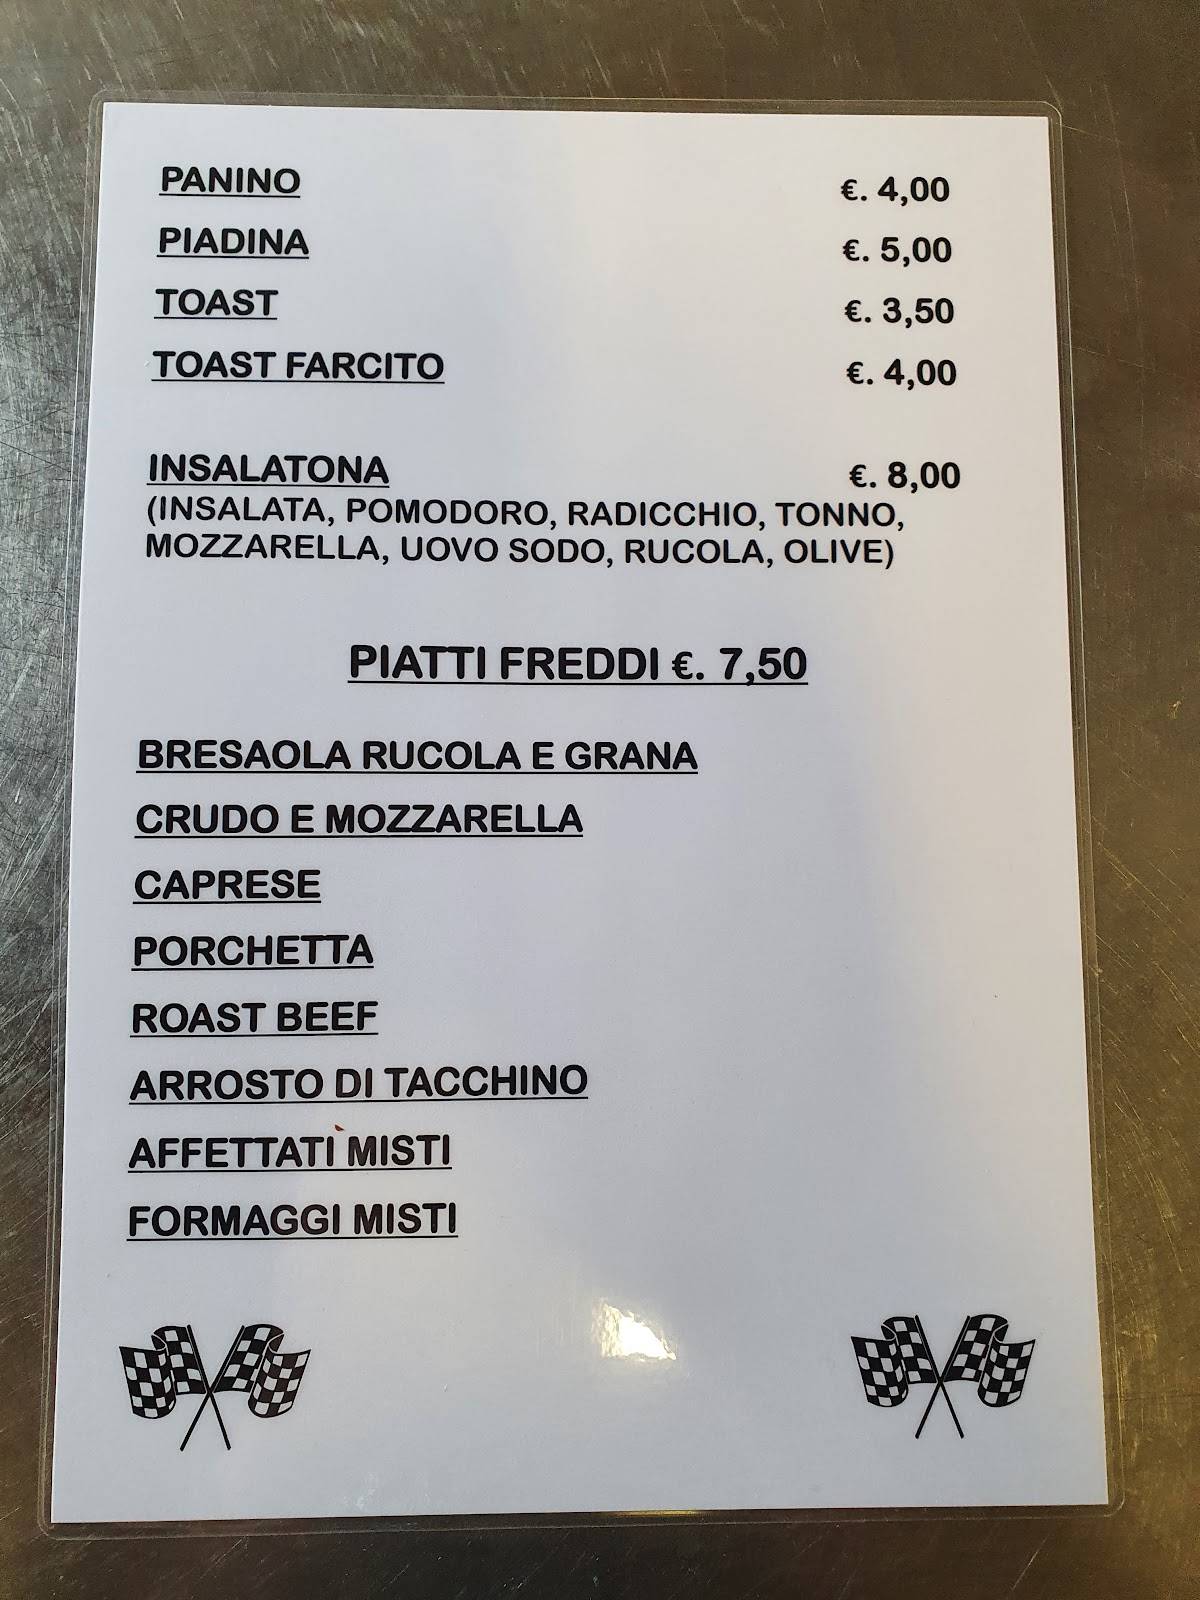 PANINO €. 4,00
PIADINA €. 5,00
TOAST €. 3,50
TOAST FARCITO €. 4,00
INSALATONA €. 8,00
(INSALATA, POMODORO, RADICCHIO, TONNO,
MOZZARELLA, UOVO SODO, RUCOLA, OLIVE)
PIATTI FREDDI €. 7,50
BRESAOLA RUCOLA E GRANA
CRUDO E MOZZARELLA
CAPRESE
PORCHETTA
ROAST BEEF
ARROSTO DI TACCHINO
AFFETTATI MISTI
FORMAGGI MISTI